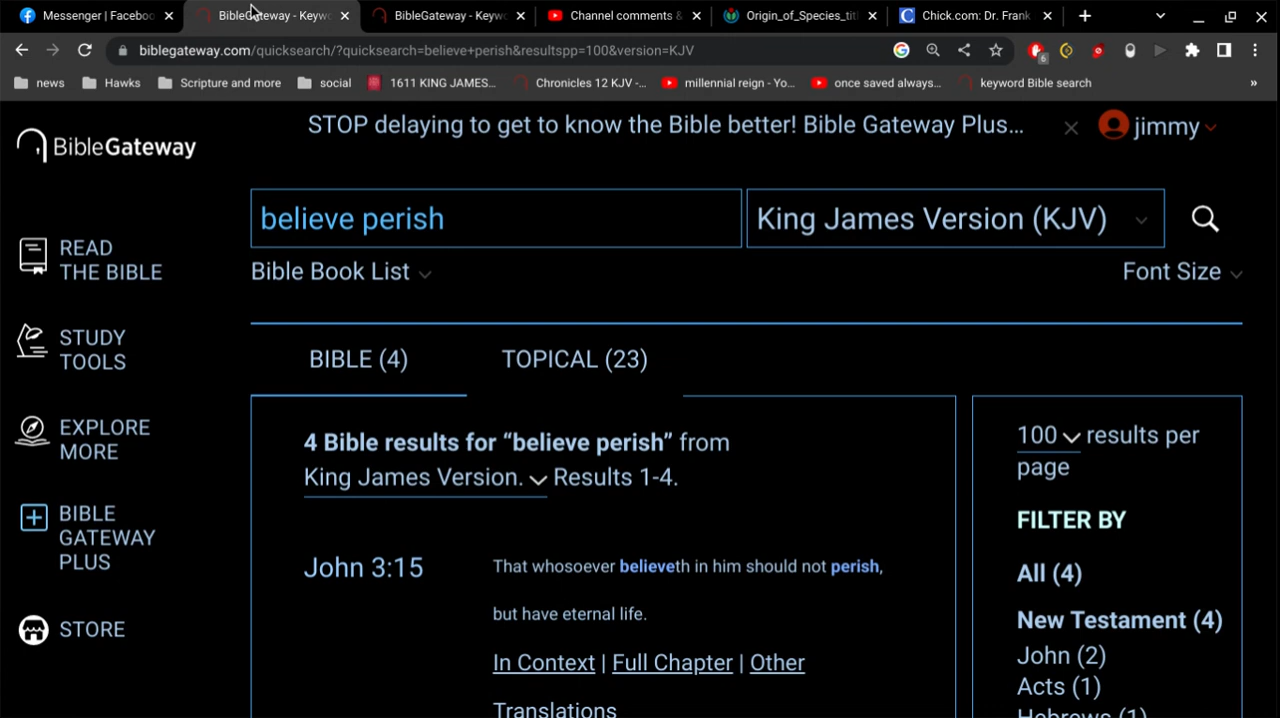 Messenger | Faceboo
BibleGateway - Keyw
BibleGateway - Keyw
Channel comments &
Origin_of_Species_titl
Chick.com: Dr. Frank
biblegateway.com/quicksearch/?quicksearch=believe+perish&resultspp=100&version=KJV
6
news
Hawks
Scripture and more
social
1611 KING JAMES...
Chronicles 12 KJV -...
millennial reign - Yo...
once saved always...
keyword Bible search
»
BibleGateway
STOP delaying to get to know the Bible better! Bible Gateway Plus...
jimmy
believe perish
King James Version (KJV)
READ
THE BIBLE
Bible Book List
Font Size
STUDY
TOOLS
BIBLE (4)
TOPICAL (23)
EXPLORE
MORE
4 Bible results for “believe perish” from
King James Version. Results 1-4.
100 results per
page
BIBLE
GATEWAY
PLUS
FILTER BY
All (4)
John 3:15
That whosoever believeth in him should not perish,
but have eternal life.
New Testament (4)
STORE
In Context | Full Chapter | Other
Translations
John (2)
Acts (1)
Hebrews (1)